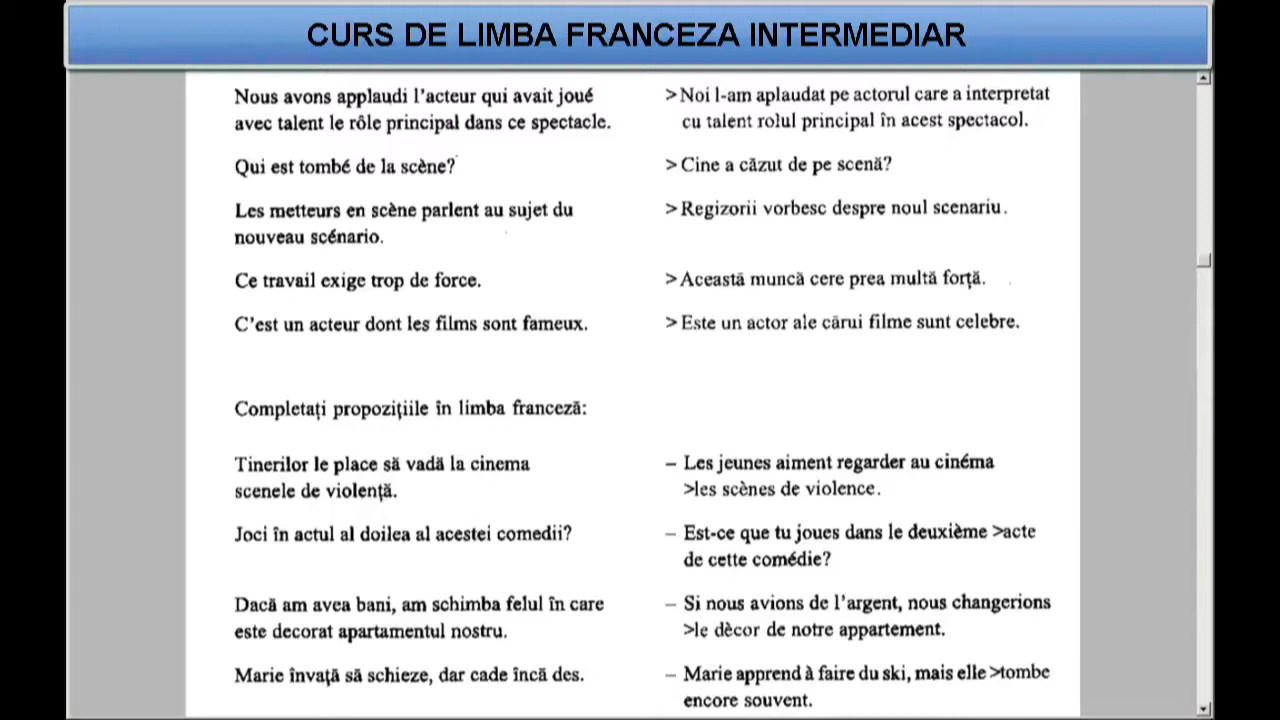 CURS DE LIMBA FRANCEZA INTERMEDIAR
Nous avons applaudi l'acteur qui avait joué
avec talent le rôle principal dans ce spectacle.
>Noi l-am aplaudat pe actorul care a interpretat
cu talent rolul principal în acest spectacol.
Qui est tombé de la scène?
>Cine a căzut de pe scenă?
Les metteurs en scène parlent au sujet du
nouveau scénario.
>Regizorii vorbesc despre noul scenariu.
Ce travail exige trop de force.
>Această muncă cere prea multă forţă.
C'est un acteur dont les films sont fameux.
>Este un actor ale cărui filme sunt celebre.
Completaţi propoziţiile în limba franceză:
Tinerilor le place să vadă la cinema
scenele de violenţă.
– Les jeunes aiment regarder au cinéma
>les scènes de violence.
Joci în actul al doilea al acestei comedii?
– Est-ce que tu joues dans le deuxième >acte
de cette comédie?
Dacă am avea bani, am schimba felul în care
este decorat apartamentul nostru.
– Si nous avions de l'argent, nous changerions
>le dècor de notre appartement.
Marie învaţă să schieze, dar cade încă des.
– Marie apprend à faire du ski, mais elle >tombe
encore souvent.